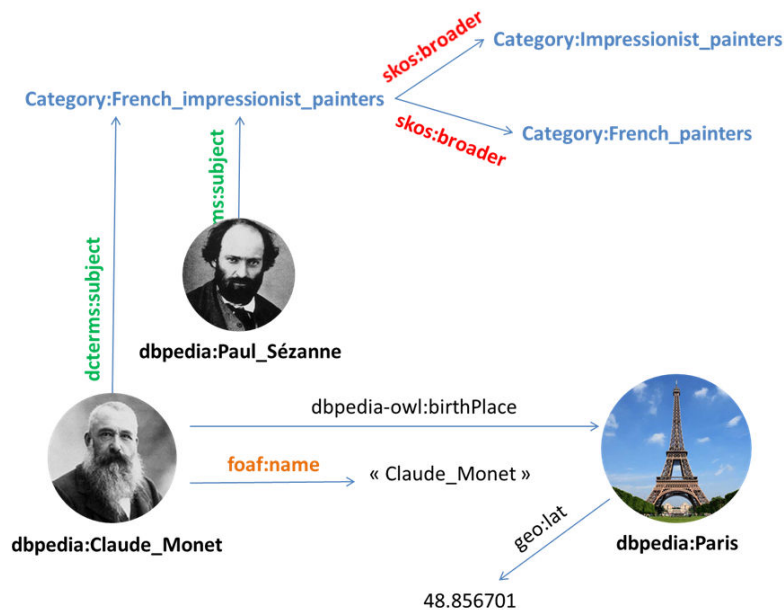 skos:broader
Category:Impressionist_painters
Category:French_impressionist_painters
skos:broader
Category:French_painters
dcterms:subject
ms:subject
dbpedia:Paul_Sézanne
dbpedia-owl:birthPlace
foaf:name
« Claude_Monet »
dbpedia:Claude_Monet
geo:lat
dbpedia:Paris
48.856701